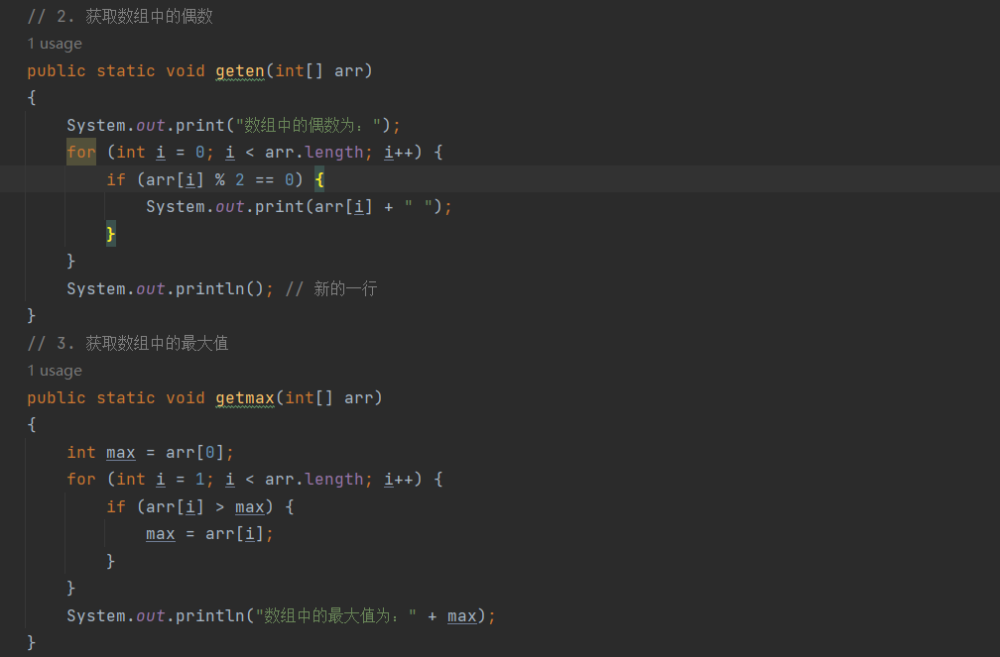 // 2. 获取数组中的偶数
1 usage
public static void geten(int[] arr)
{
    System.out.print("数组中的偶数为：");
    for (int i = 0; i < arr.length; i++) {
        if (arr[i] % 2 == 0) {
            System.out.print(arr[i] + " ");
        }
    }
    System.out.println(); // 新的一行
}
// 3. 获取数组中的最大值
1 usage
public static void getmax(int[] arr)
{
    int max = arr[0];
    for (int i = 1; i < arr.length; i++) {
        if (arr[i] > max) {
            max = arr[i];
        }
    }
    System.out.println("数组中的最大值为：" + max);
}